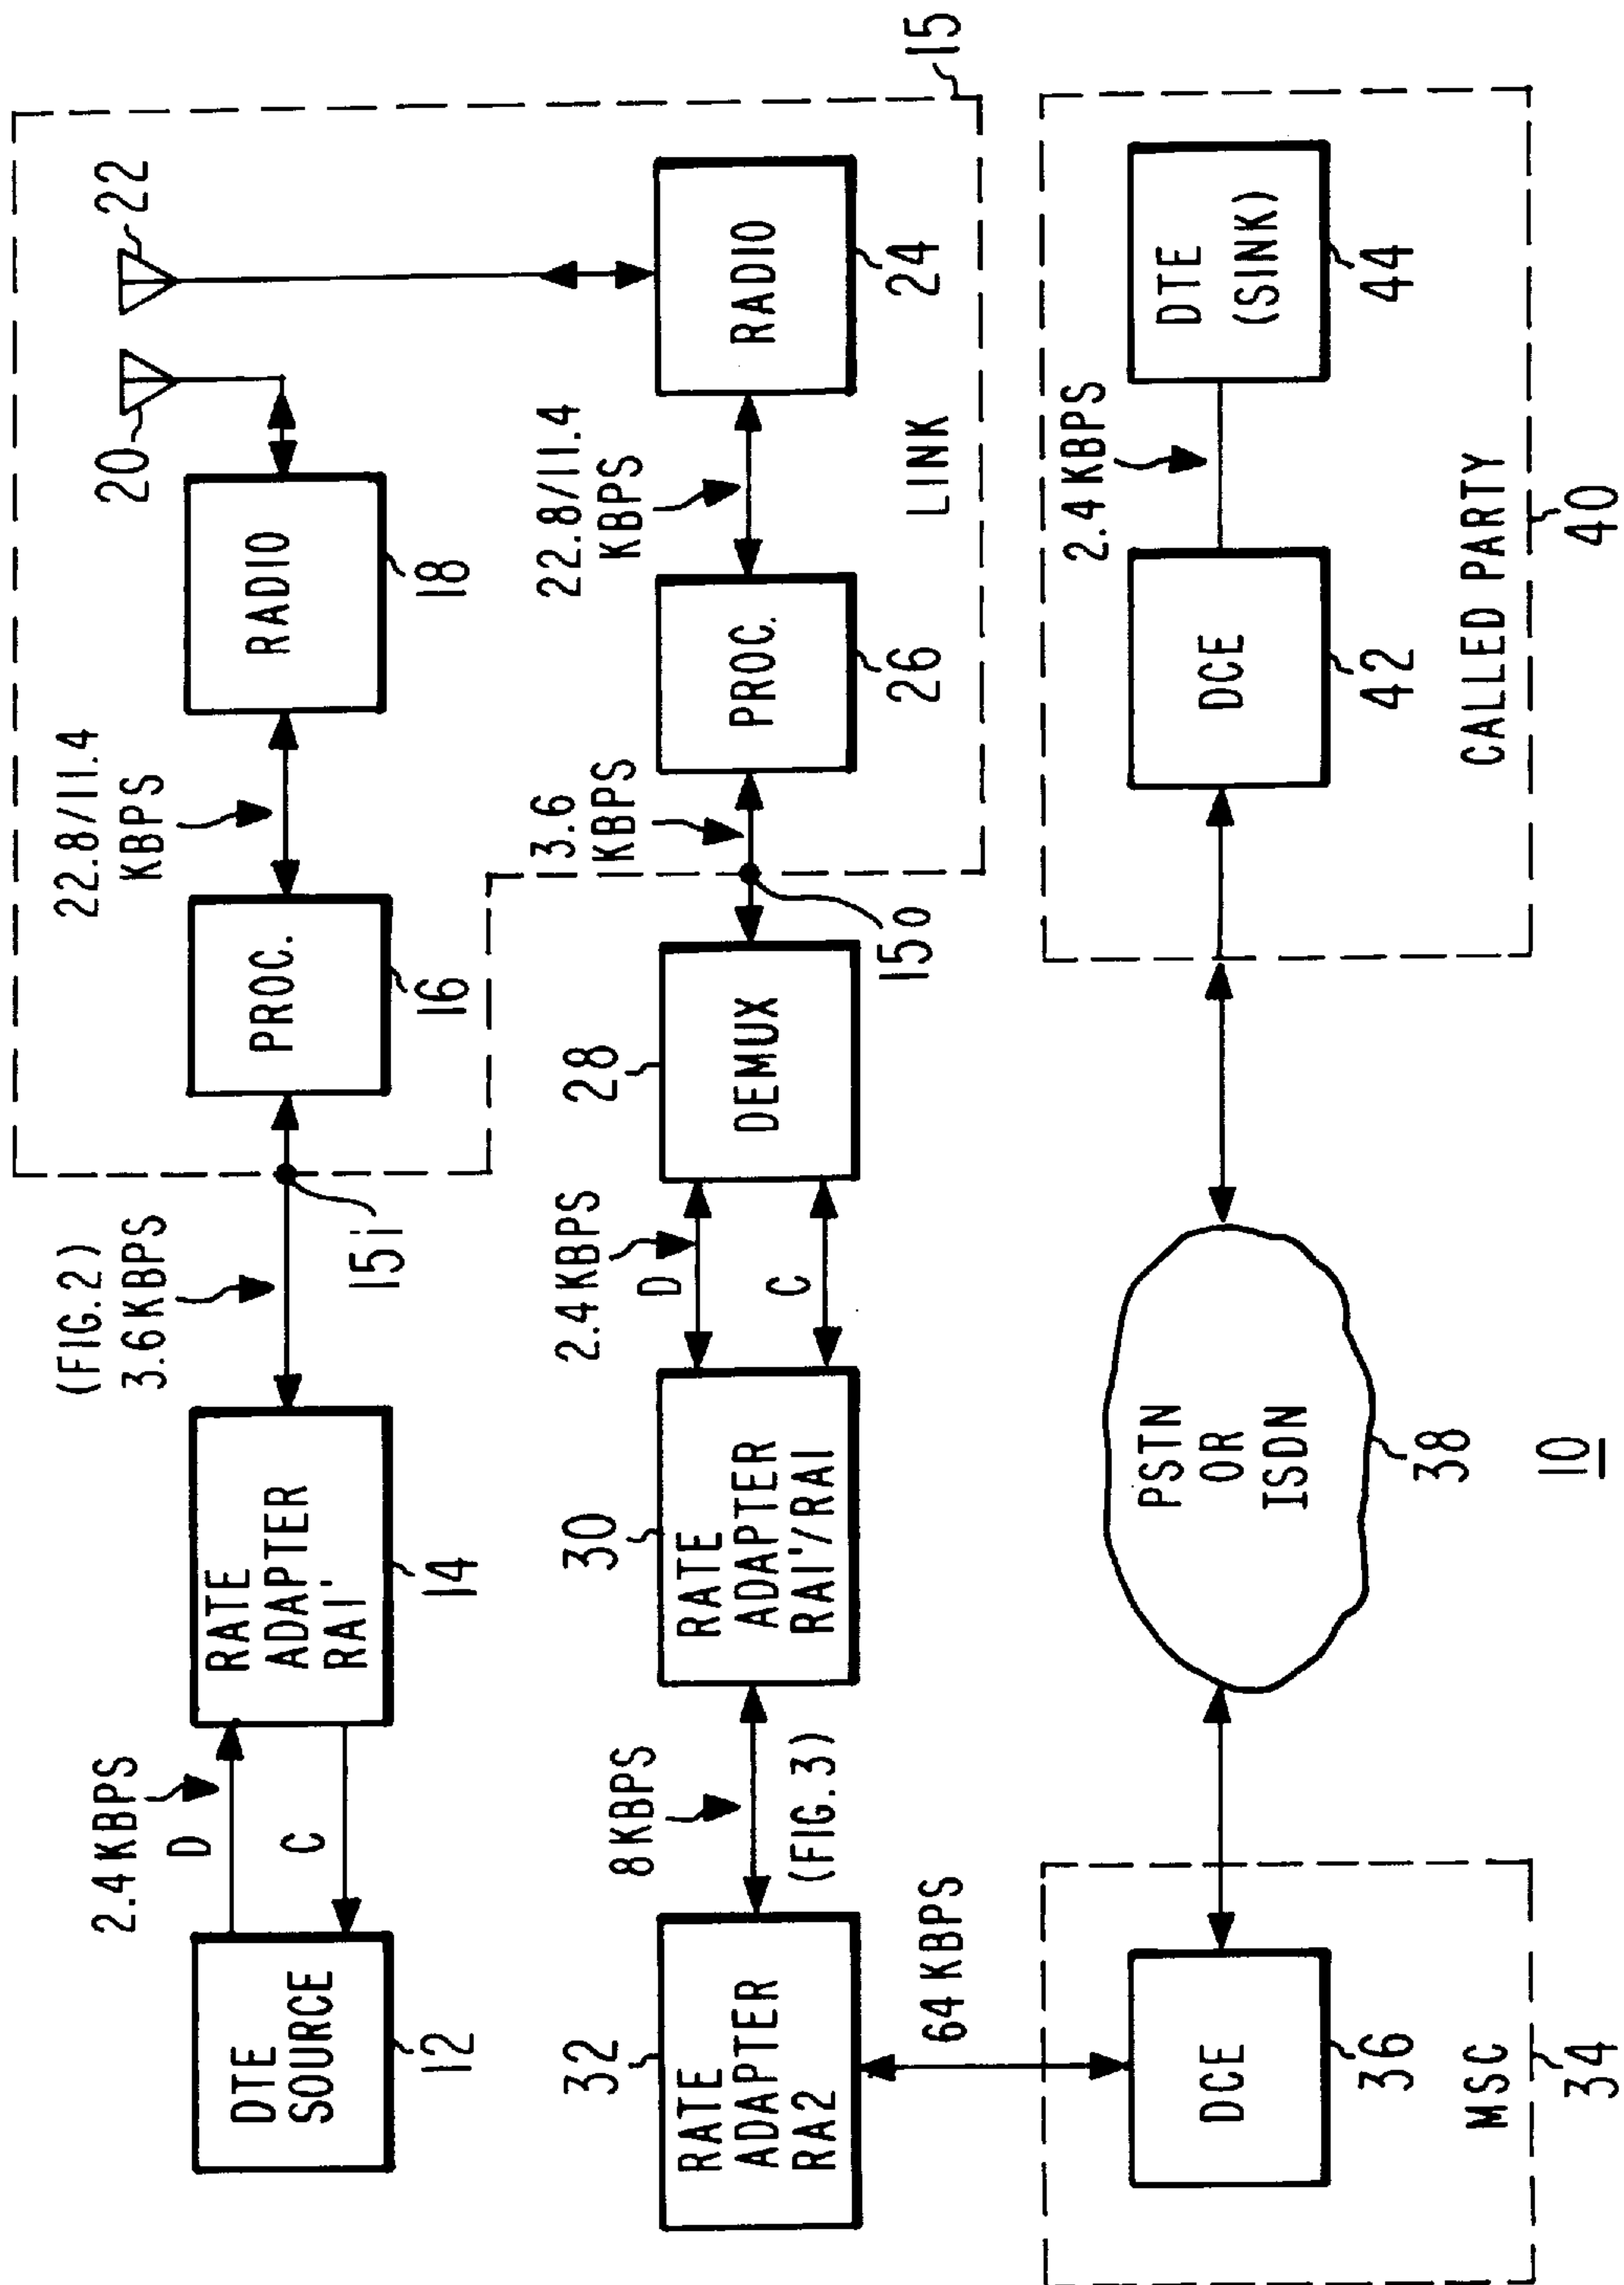 (FIG.2)
2.4 KBPS
3.6 KBPS
22.8/11.4
KBPS
D
C
DTE
SOURCE
12
RATE
ADAPTER
RA1'
14
15i
PROC.
16
RADIO
18
20
22
15
32
8 KBPS
(FIG.3)
30
2.4 KBPS
D
C
28
3.6
KBPS
22.8/11.4
KBPS
RATE
ADAPTER
RA2
RATE
ADAPTER
RA1'/RA1
DEMUX
15o
PROC.
26
RADIO
24
LINK
64 KBPS
DCE
36
MSC
34
PSTN
OR
ISDN
38
10
DCE
42
2.4 KBPS
DTE
(SINK)
44
CALLED PARTY
40